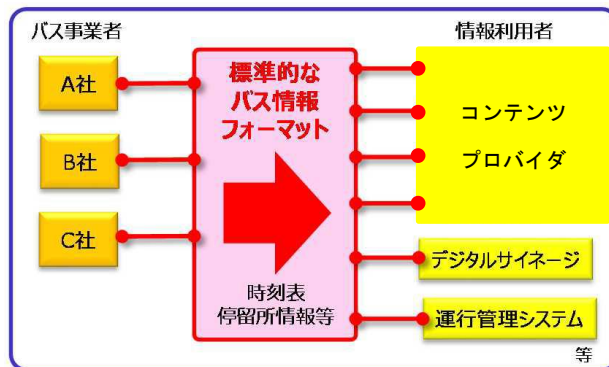 バス事業者
A社
B社
C社
標準的な
バス情報
フォーマット
時刻表
停留所情報等
情報利用者
コンテンツ
プロバイダ
デジタルサイネージ
運行管理システム
等